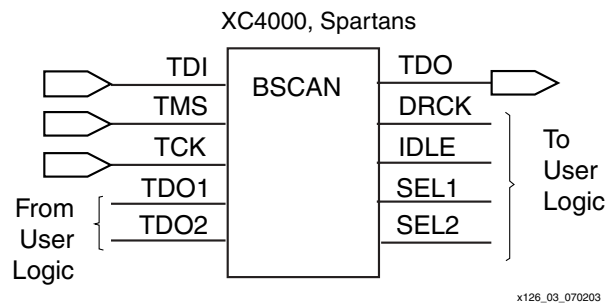 XC4000, Spartans
TDI
TMS
TCK
TDO1
TDO2
From
User
Logic
BSCAN
TDO
DRCK
IDLE
SEL1
SEL2
To
User
Logic
x126_03_070203